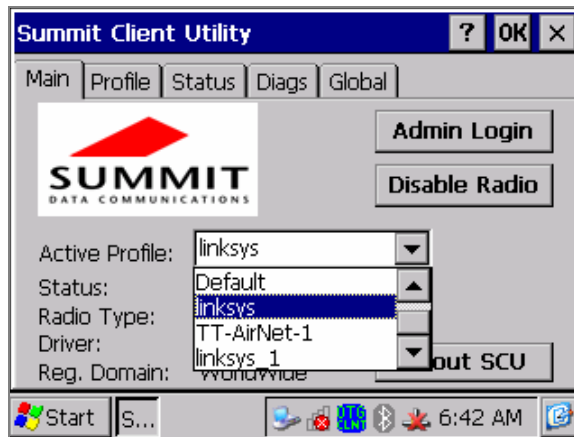 Summit Client Utility ? OK ×
Main Profile Status Diags Global
SUMMIT
DATA COMMUNICATIONS
Admin Login
Disable Radio
Active Profile: linksys
Default
Status:
linksys
Radio Type:
TT-AirNet-1
Driver:
linksys_1
out SCU
Reg. Domain: Worldwide
Start S... 6:42 AM